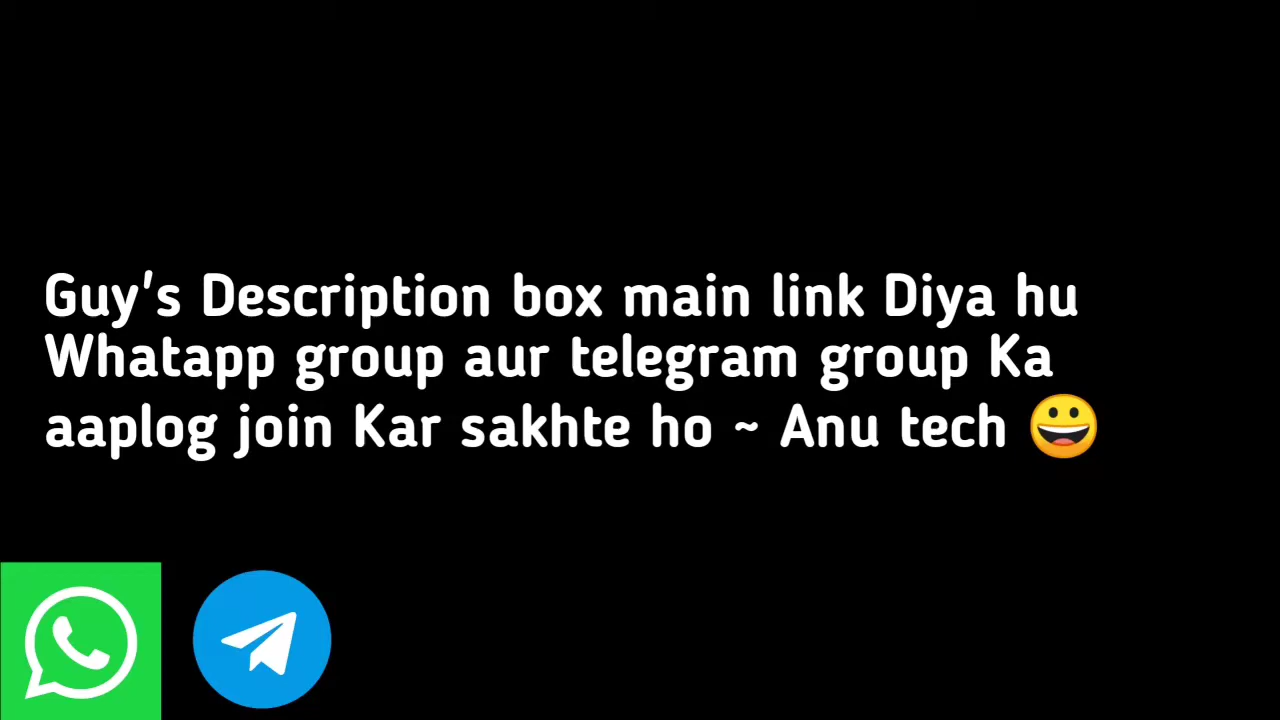 Guy's Description box main link Diya hu
Whatapp group aur telegram group Ka
aaplog join Kar sakhte ho ~ Anu tech 😀